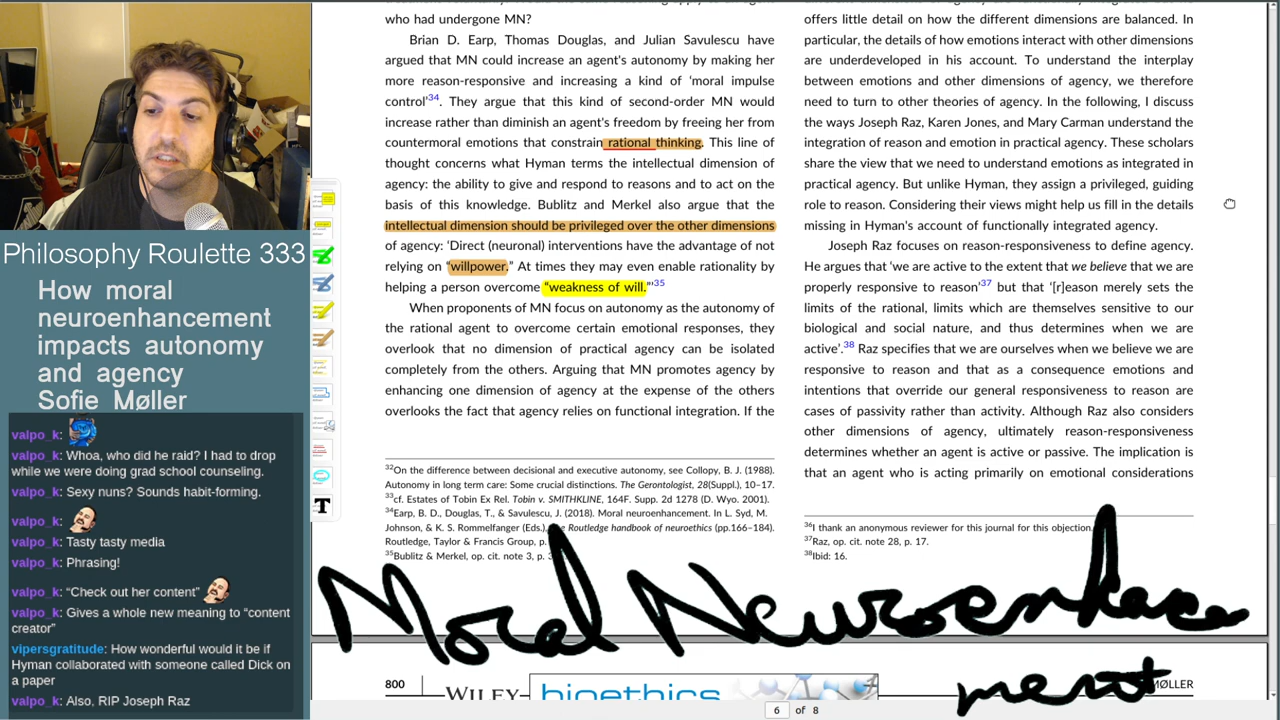 Philosophy Roulette 333
How moral
neuroenhancement
impacts autonomy
and agency
Sofie Møller
valpo_k:
valpo_k: Whoa, who did he raid? I had to drop
while we were doing grad school counseling.
valpo_k: Sexy nuns? Sounds habit-forming.
valpo_k:
valpo_k: Tasty tasty media
valpo_k: Phrasing!
valpo_k: “Check out her content”
valpo_k: Gives a whole new meaning to “content
creator”
vipersgratitude: How wonderful would it be if
Hyman collaborated with someone called Dick on
a paper
valpo_k: Also, RIP Joseph Raz
T
who had undergone MN?
Brian D. Earp, Thomas Douglas, and Julian Savulescu have
argued that MN could increase an agent's autonomy by making her
more reason-responsive and increasing a kind of ‘moral impulse
control’34. They argue that this kind of second-order MN would
increase rather than diminish an agent's freedom by freeing her from
countermoral emotions that constrain rational thinking. This line of
thought concerns what Hyman terms the intellectual dimension of
agency: the ability to give and respond to reasons and to act on the
basis of this knowledge. Bublitz and Merkel also argue that the
intellectual dimension should be privileged over the other dimensions
of agency: ‘Direct (neuronal) interventions have the advantage of not
relying on “willpower.” At times they may even enable rationality by
helping a person overcome “weakness of will.”’35
When proponents of MN focus on autonomy as the autonomy of
the rational agent to overcome certain emotional responses, they
overlook that no dimension of practical agency can be isolated
completely from the others. Arguing that MN promotes agency by
enhancing one dimension of agency at the expense of the others
overlooks the fact that agency relies on functional integration. In the
32On the difference between decisional and executive autonomy, see Collopy, B. J. (1988).
Autonomy in long term care: Some crucial distinctions. The Gerontologist, 28(Suppl.), 10–17.
33cf. Estates of Tobin Ex Rel. Tobin v. SMITHKLINE, 164F. Supp. 2d 1278 (D. Wyo. 2001).
34Earp, B. D., Douglas, T., & Savulescu, J. (2018). Moral neuroenhancement. In L. Syd, M.
Johnson, & K. S. Rommelfanger (Eds.), The Routledge handbook of neuroethics (pp.166–184).
Routledge, Taylor & Francis Group, p.
35Bublitz & Merkel, op. cit. note 3, p.
offers little detail on how the different dimensions are balanced. In
particular, the details of how emotions interact with other dimensions
are underdeveloped in his account. To understand the interplay
between emotions and other dimensions of agency, we therefore
need to turn to other theories of agency. In the following, I discuss
the ways Joseph Raz, Karen Jones, and Mary Carman understand the
integration of reason and emotion in practical agency. These scholars
share the view that we need to understand emotions as integrated in
practical agency. But unlike Hyman, they assign a privileged, guiding
role to reason. Considering their views might help us fill in the details
missing in Hyman's account of functionally integrated agency.
Joseph Raz focuses on reason-responsiveness to define agency.
He argues that ‘we are active to the extent that we believe that we are
properly responsive to reason’37 but that ‘[r]eason merely sets the
limits, the rational limits which are themselves sensitive to our
biological and social nature, and thus determine when we are
active’.38 Raz specifies that we are ourselves when we believe we are
responsive to reason and that as a consequence emotions and
intentions that override our general responsiveness to reason are
cases of passivity rather than activity. Although Raz also considers
other dimensions of agency, ultimately reason-responsiveness
determines whether an agent is active or passive. The implication is
that an agent who is acting primarily on emotional considerations
36I thank an anonymous reviewer for this journal for this objection.
37Raz, op. cit. note 28, p. 17.
38Ibid: 16.
Moral Neuroenhance
ment
800
WILEY
bioethics
MØLLER
6 of 8